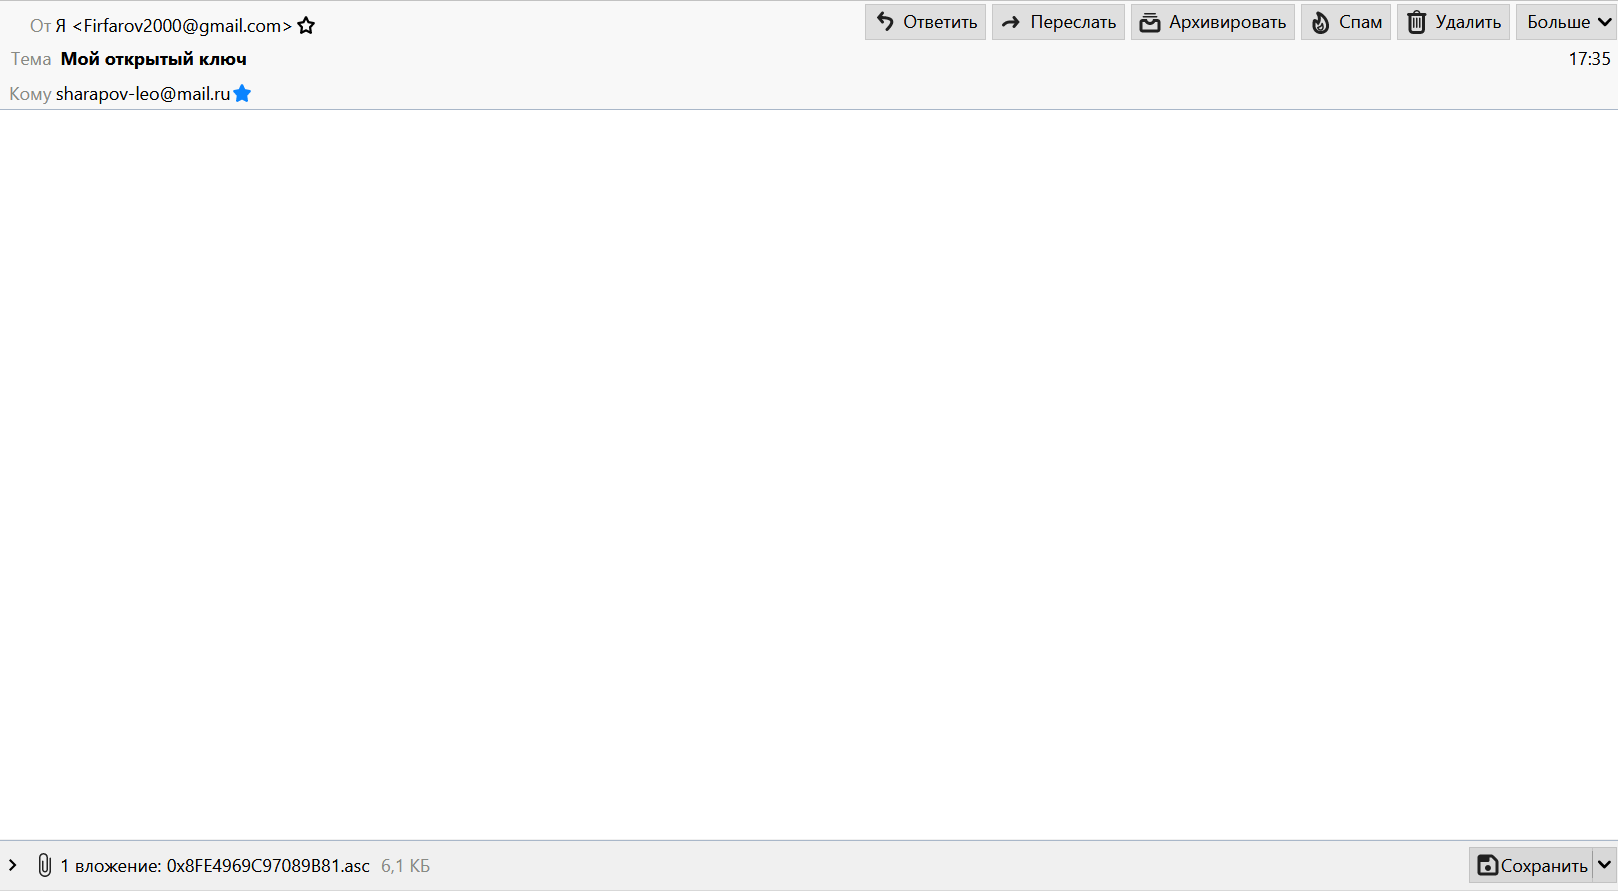 От Я <Firfarov2000@gmail.com> Ответить Переслать Архивировать Спам Удалить Больше
Тема Мой открытый ключ 17:35
Кому sharapov-leo@mail.ru
1 вложение: 0x8FE4969C97089B81.asc 6,1 КБ Сохранить